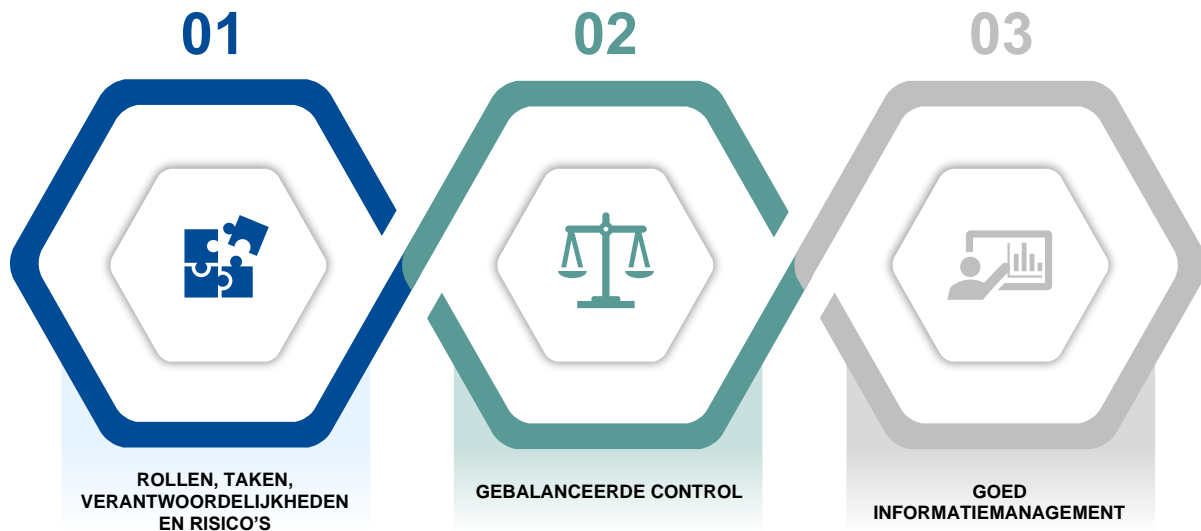 01
02
03
ROLLEN, TAKEN,
VERANTWOORDELIJKHEDEN
EN RISICO'S
GEBALANCEERDE CONTROL
GOED
INFORMATIEMANAGEMENT